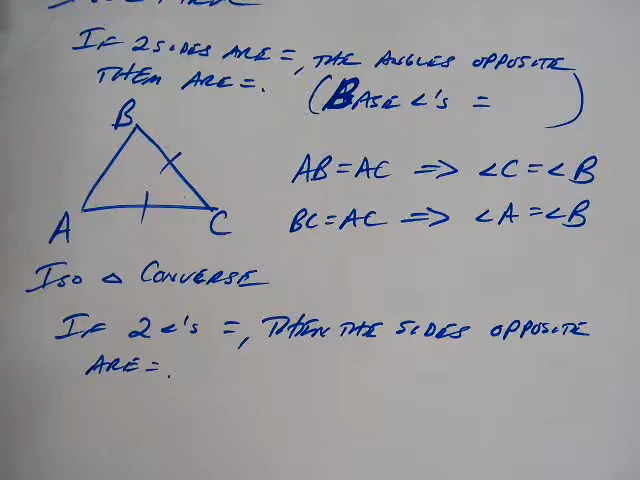 IF 2 SIDES ARE =, THE ANGLES OPPOSITE
THEM ARE =. (BASE <'S = )
B
A
C
AB = AC ⇒ <C = <B
BC = AC ⇒ <A = <B
ISO △ CONVERSE
IF 2 <'S =, THEN THE SIDES OPPOSITE
ARE = .